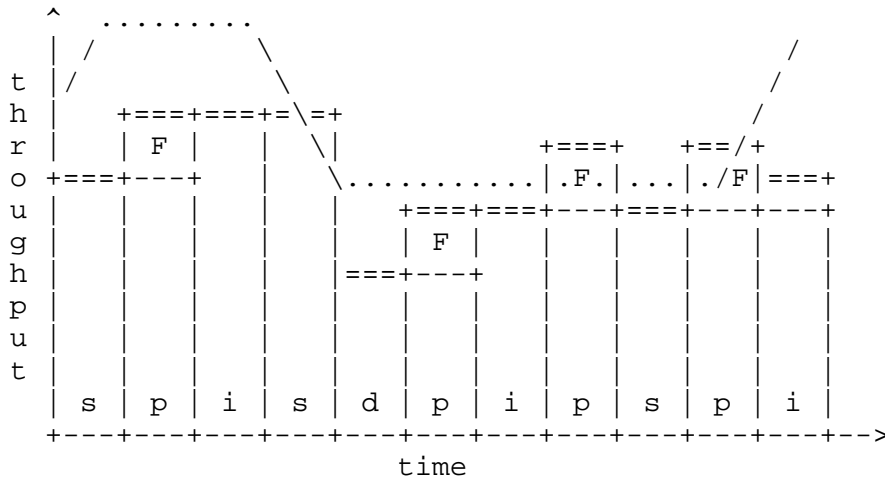 ^
      |  .........
      | /         \                                    /
    t |/           \                                  /
    h |    +===+===+= =+                             /
    r |    | F |   |  \|              +===+    +==/+
    o +===+---+    |   \...........|.F.|...|./F|===+
    u |    |   |   |   |   +===+===+---+===+---+---+
    g |    |   |   |   |   | F |   |   |   |   |   |
    h |    |   |   |   |===+---+   |   |   |   |   |
    p |    |   |   |   |   |   |   |   |   |   |   |
    u |    |   |   |   |   |   |   |   |   |   |   |
    t |    |   |   |   |   |   |   |   |   |   |   |
      | s | p | i | s | d | p | i | p | s | p | i |
      +---+---+---+---+---+---+---+---+---+---+---+-->
                          time